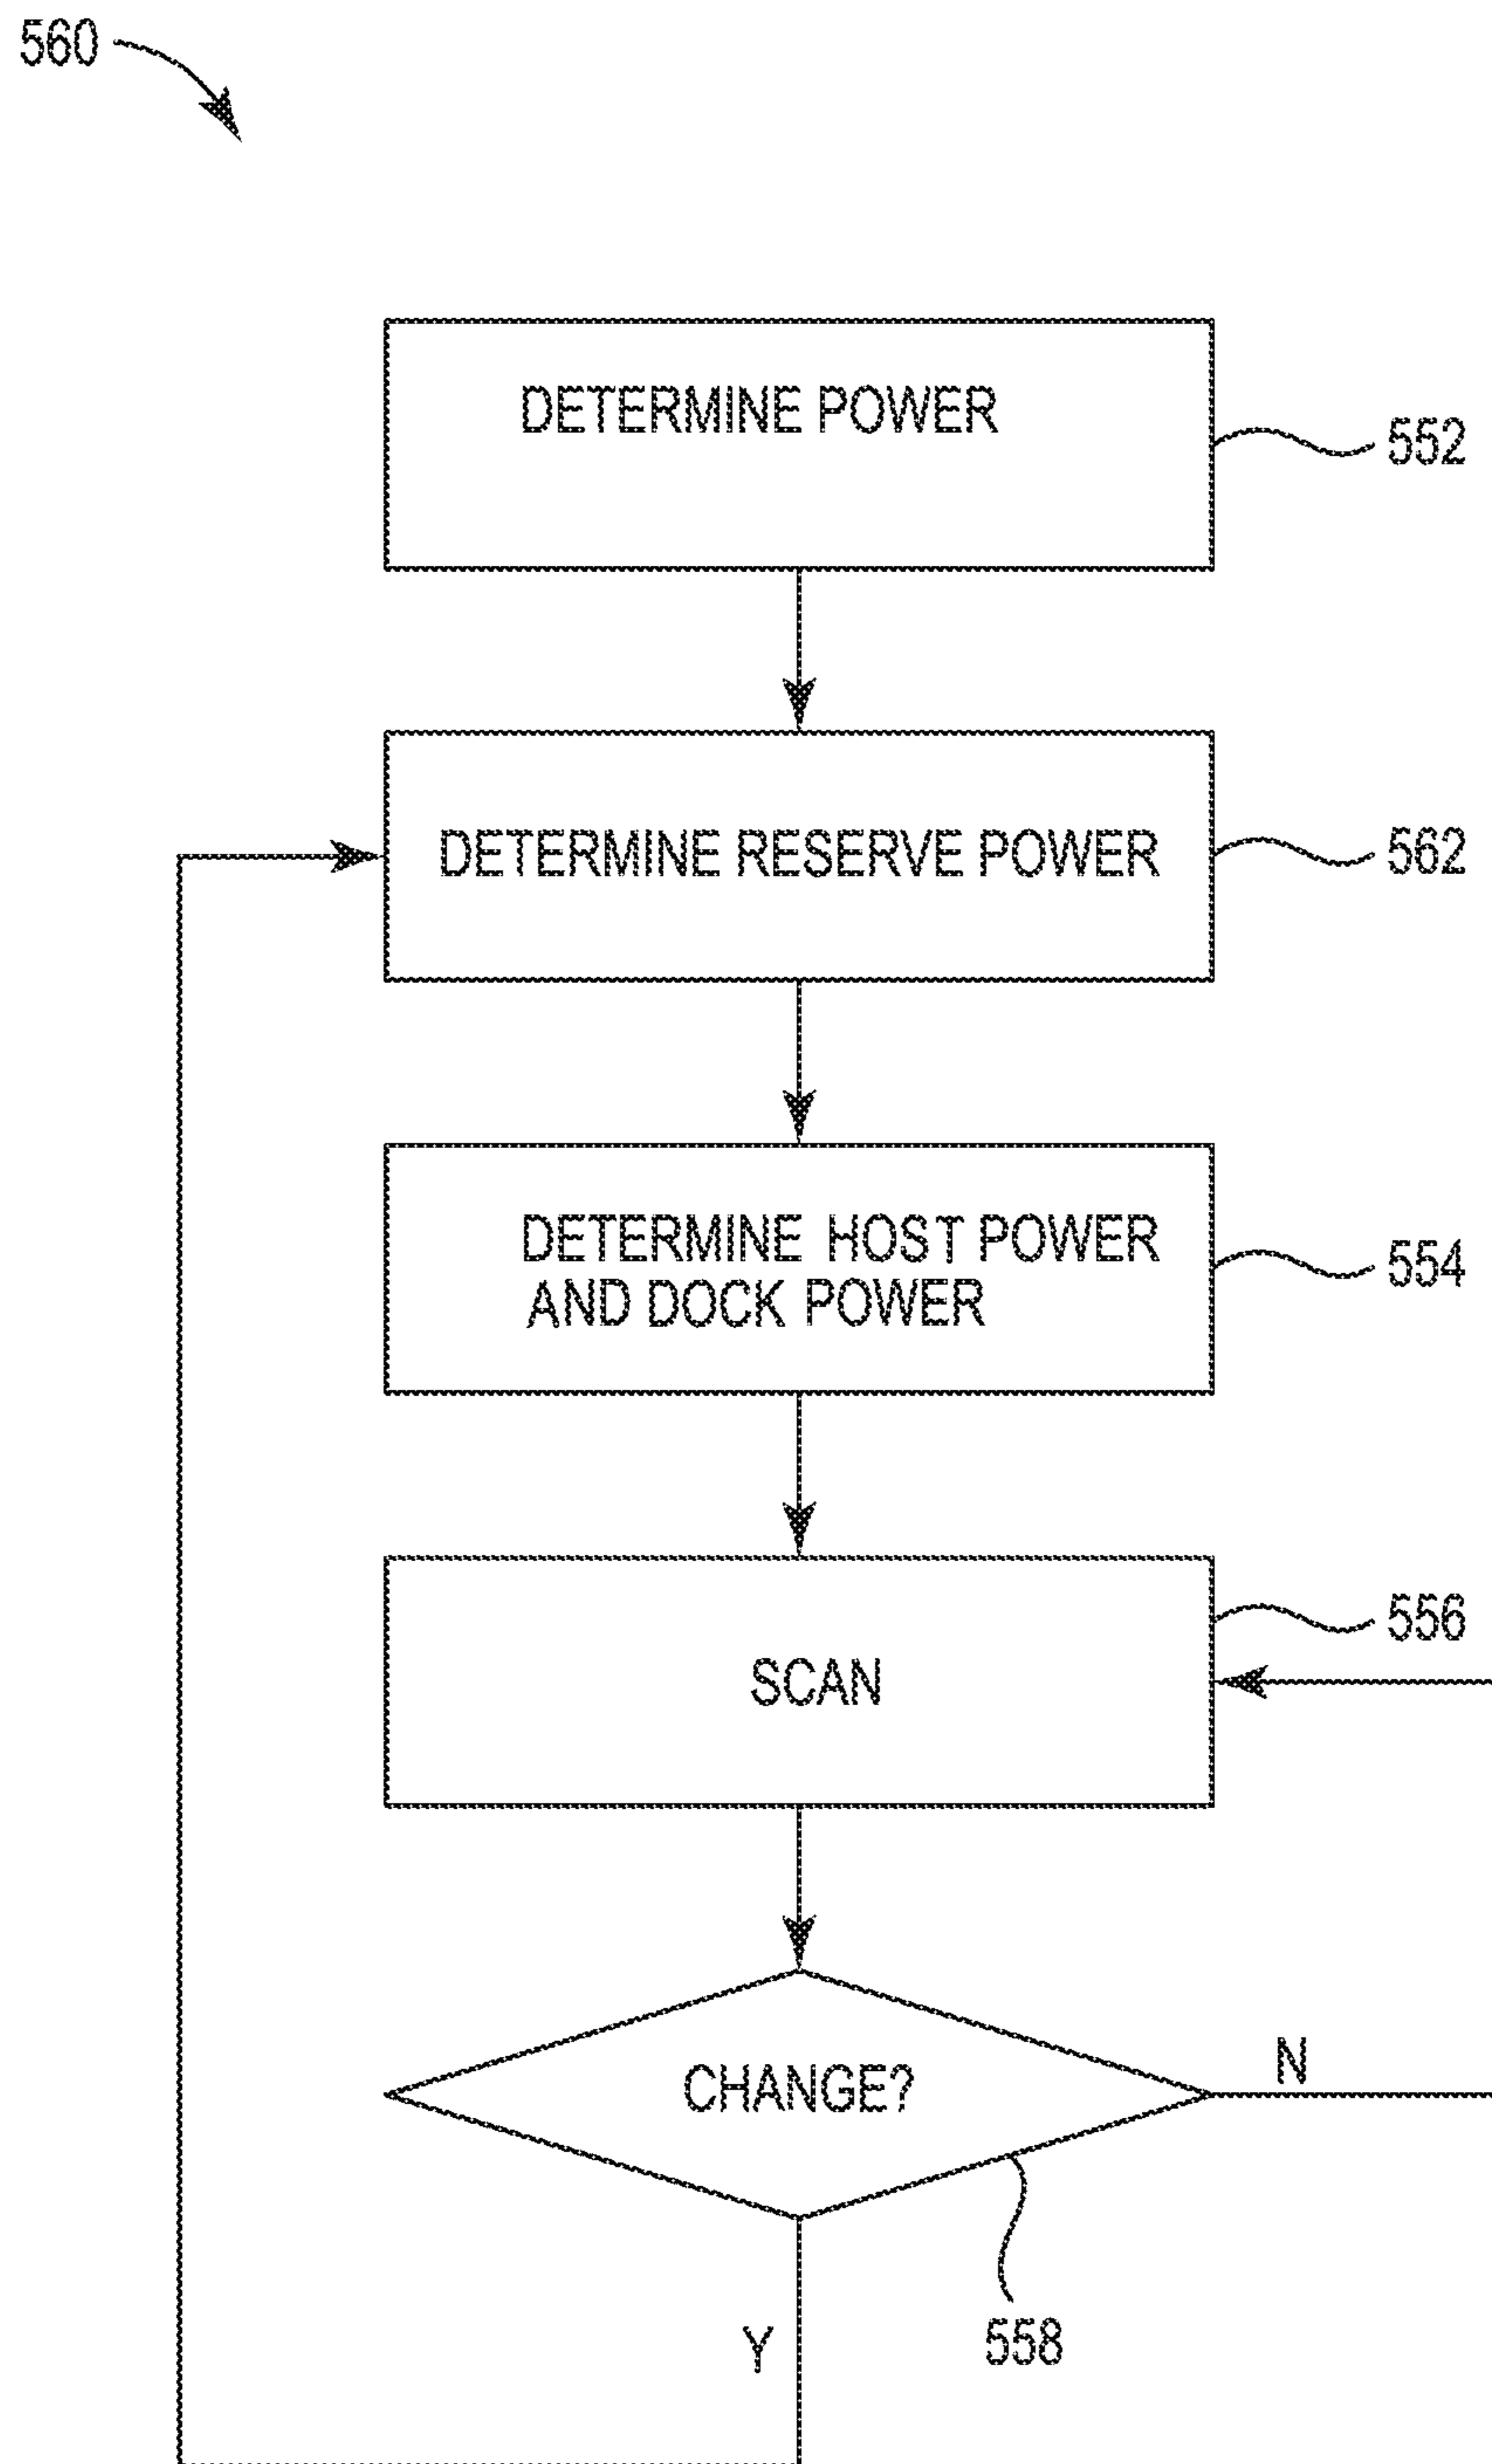 560
DETERMINE POWER
552
DETERMINE RESERVE POWER
562
DETERMINE HOST POWER
AND DOCK POWER
554
556
SCAN
CHANGE?
N
558
Y